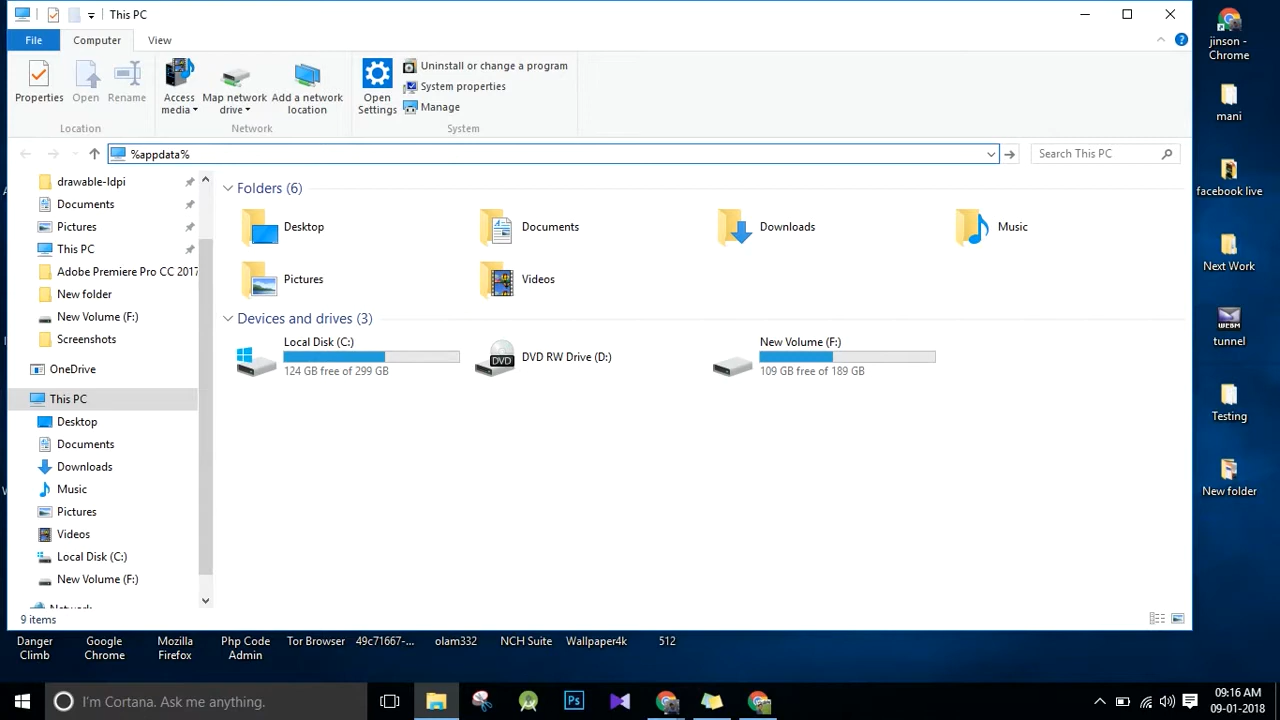 This PC
File
Computer
View
Properties
Open
Rename
Access media
Map network drive
Add a network location
Open Settings
Uninstall or change a program
System properties
Manage
Location
Network
System
%appdata%
Search This PC
drawable-ldpi
Documents
Pictures
This PC
Adobe Premiere Pro CC 2017
New folder
New Volume (F:)
Screenshots
OneDrive
This PC
Desktop
Documents
Downloads
Music
Pictures
Videos
Local Disk (C:)
New Volume (F:)
Network
Folders (6)
Desktop
Documents
Downloads
Music
Pictures
Videos
Devices and drives (3)
Local Disk (C:)
124 GB free of 299 GB
DVD
DVD RW Drive (D:)
New Volume (F:)
109 GB free of 189 GB
9 items
jinson - Chrome
mani
facebook live
Next Work
WEBM
tunnel
Testing
New folder
Danger Climb
Google Chrome
Mozilla Firefox
Php Code Admin
Tor Browser
49c71667-...
olam332
NCH Suite
Wallpaper4k
512
I'm Cortana. Ask me anything.
Ps
09:16 AM
09-01-2018